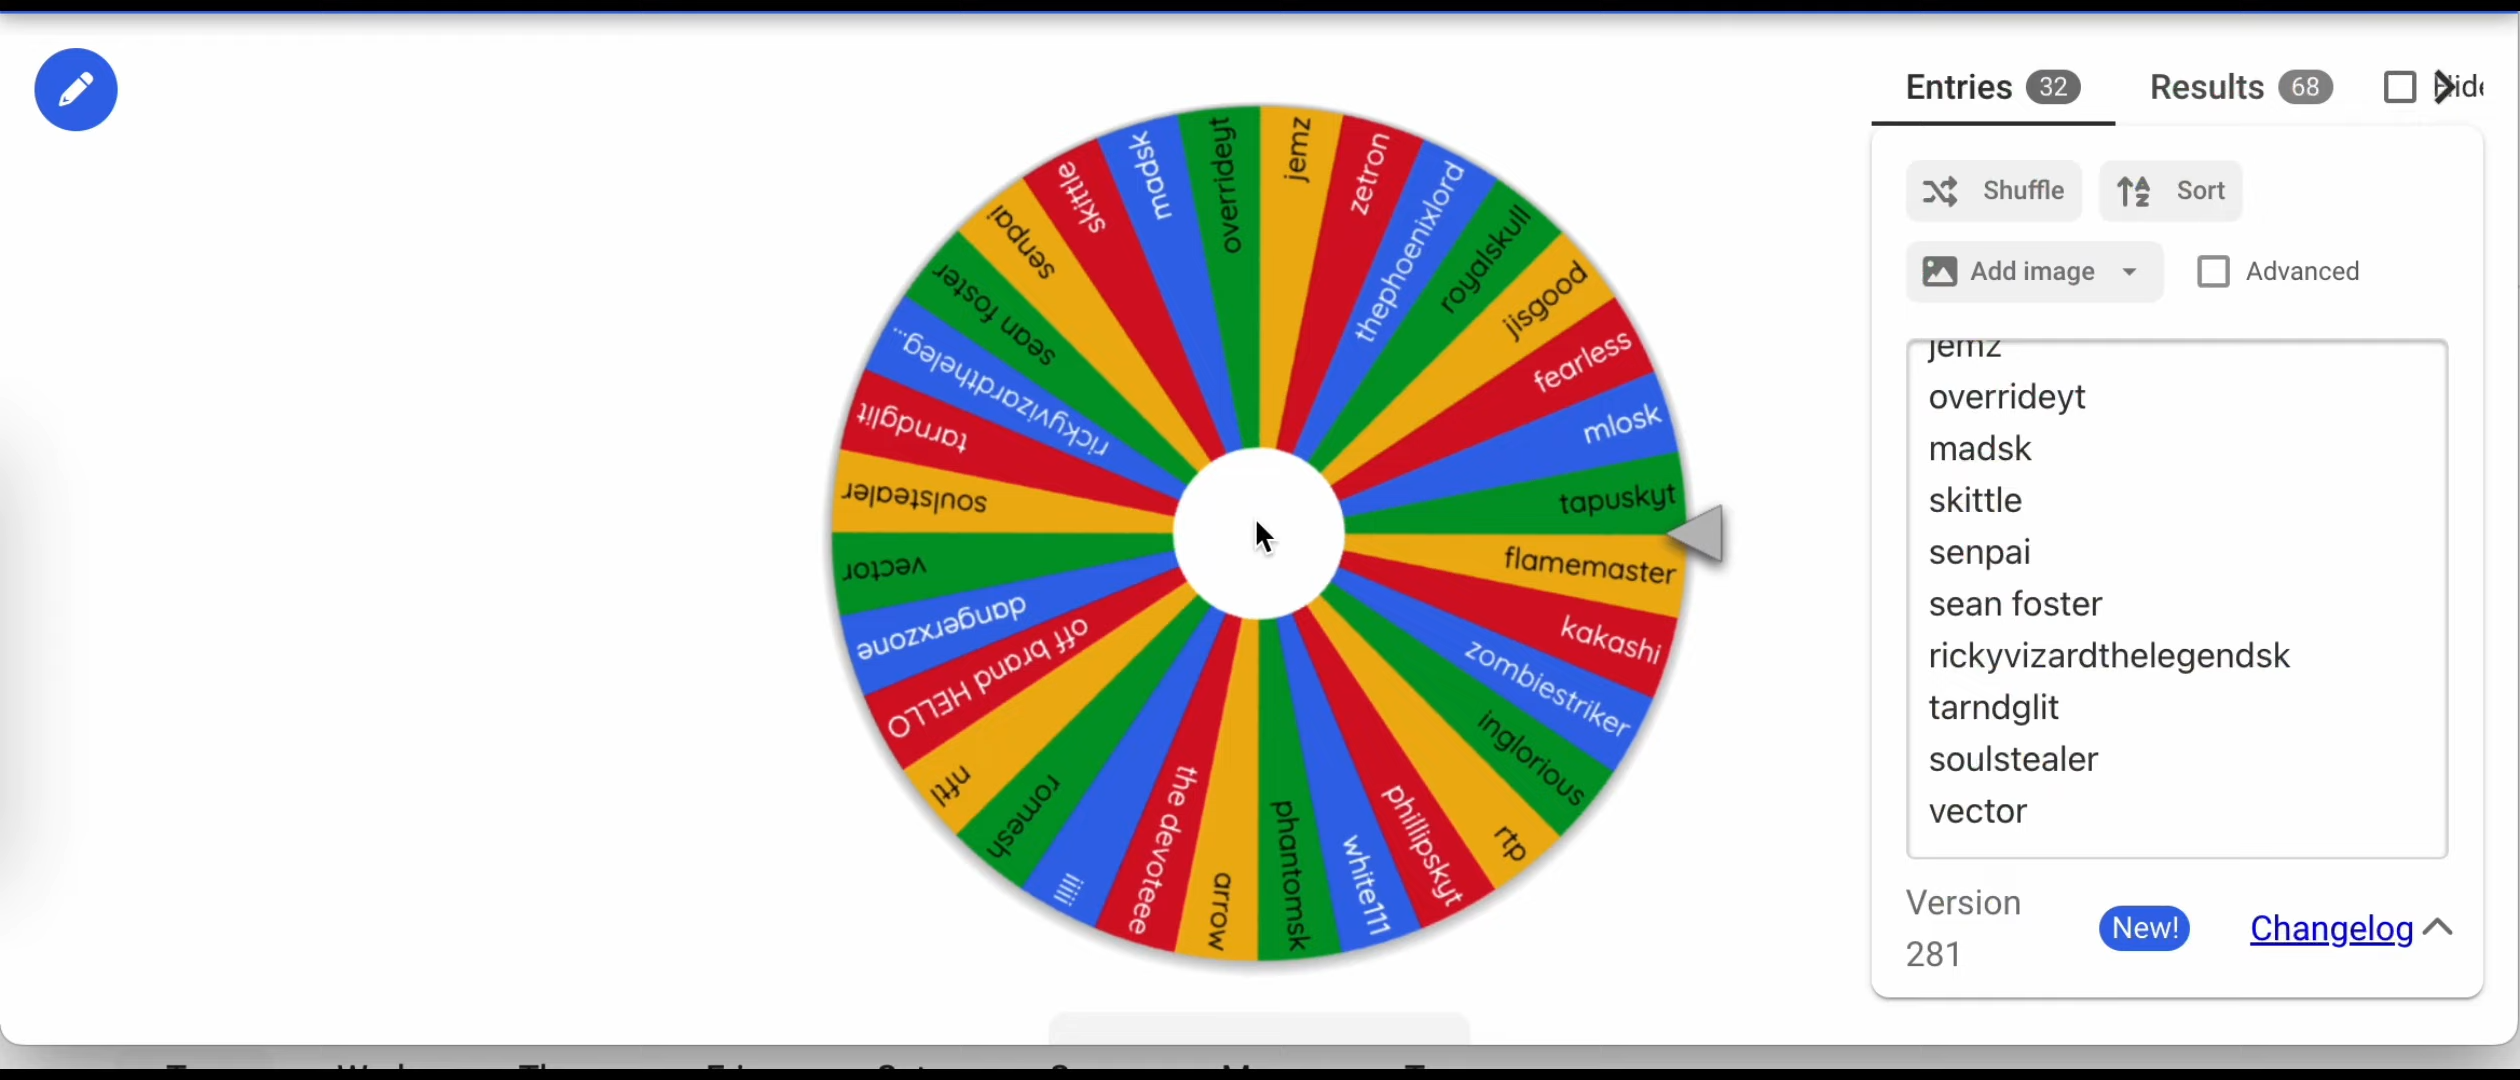 overrideyt
jemz
zetron
thephoenixlord
royalskull
jisgood
fearless
mlosk
tapuskyt
flamemaster
kakashi
zombiestriker
inglorious
rtp
phillipskyt
white111
phantomsk
arrow
the devoteee
iiiii
romesh
nftl
off brand HELLO
dangerxzone
vector
soulstealer
tarndglit
rickyvizardtheleg...
sean foster
senpai
skittle
madsk
Entries 32 Results 68
Shuffle Sort
Add image Advanced
jemz
overrideyt
madsk
skittle
senpai
sean foster
rickyvizardthelegendsk
tarndglit
soulstealer
vector
Version
281
New! Changelog